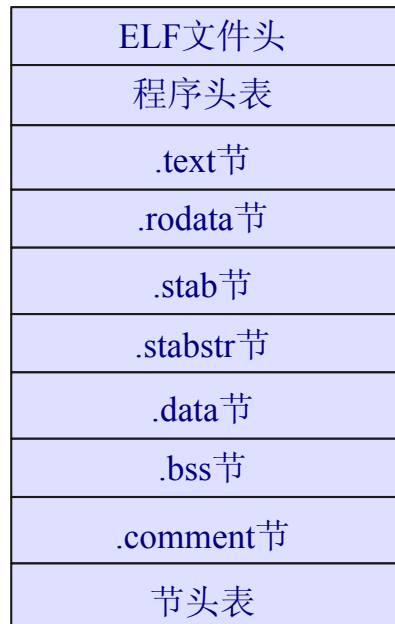 ELF文件头
程序头表
.text节
.rodata节
.stab节
.stabstr节
.data节
.bss节
.comment节
节头表